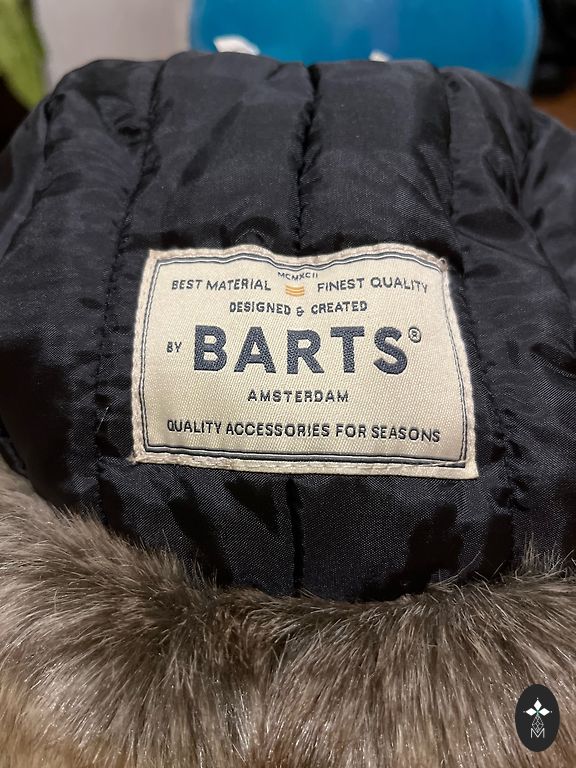 MCMXCII
BEST MATERIAL FINEST QUALITY
DESIGNED & CREATED
BY BARTS®
AMSTERDAM
QUALITY ACCESSORIES FOR SEASONS
M